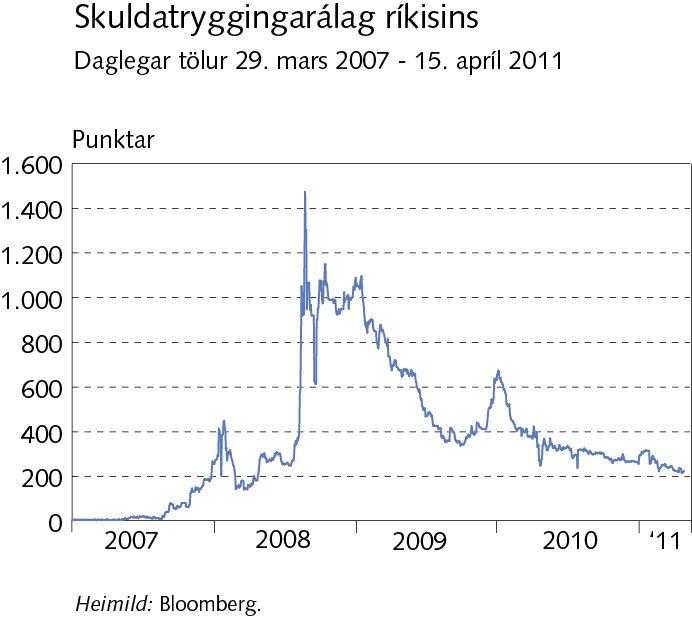 Skuldatryggingarálag ríkisins
Daglegar tölur 29. mars 2007 - 15. apríl 2011
Punktar
1.600
1.400
1.200
1.000
800
600
400
200
0
2007 2008 2009 2010 '11
Heimild: Bloomberg.